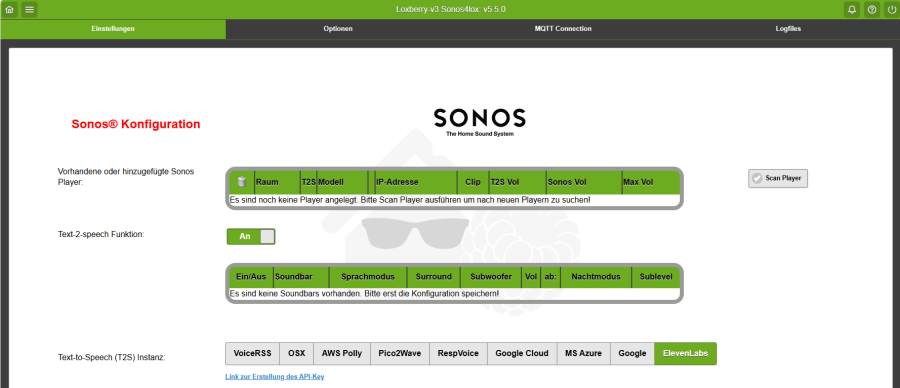 Loxberry-v3 Sonos4lox: v5.5.0
Einstellungen Optionen MQTT Connection Logfiles
SONOS
The Home Sound System
Sonos® Konfiguration
Vorhandene oder hinzugefügte Sonos
Player:
Raum T2S Modell IP-Adresse Clip T2S Vol Sonos Vol Max Vol
Es sind noch keine Player angelegt. Bitte Scan Player ausführen um nach neuen Playern zu suchen!
Scan Player
Text-2-speech Funktion:
An
Ein/Aus Soundbar Sprachmodus Surround Subwoofer Vol ab: Nachtmodus Sublevel
Es sind keine Soundbars vorhanden. Bitte erst die Konfiguration speichern!
Text-to-Speech (T2S) Instanz:
VoiceRSS OSX AWS Polly Pico2Wave RespVoice Google Cloud MS Azure Google ElevenLabs
Link zur Erstellung des API-Key